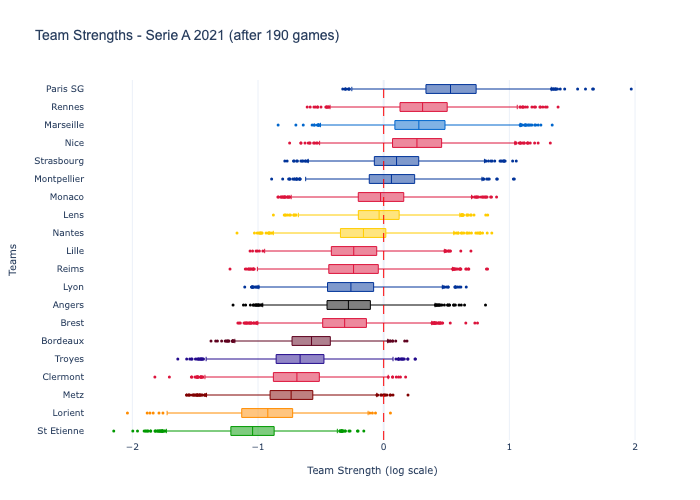 Team Strengths - Serie A 2021 (after 190 games)
Paris SG
Rennes
Marseille
Nice
Strasbourg
Montpellier
Monaco
Lens
Nantes
Lille
Reims
Lyon
Angers
Brest
Bordeaux
Troyes
Clermont
Metz
Lorient
St Etienne
Teams
−2 −1 0 1 2
Team Strength (log scale)